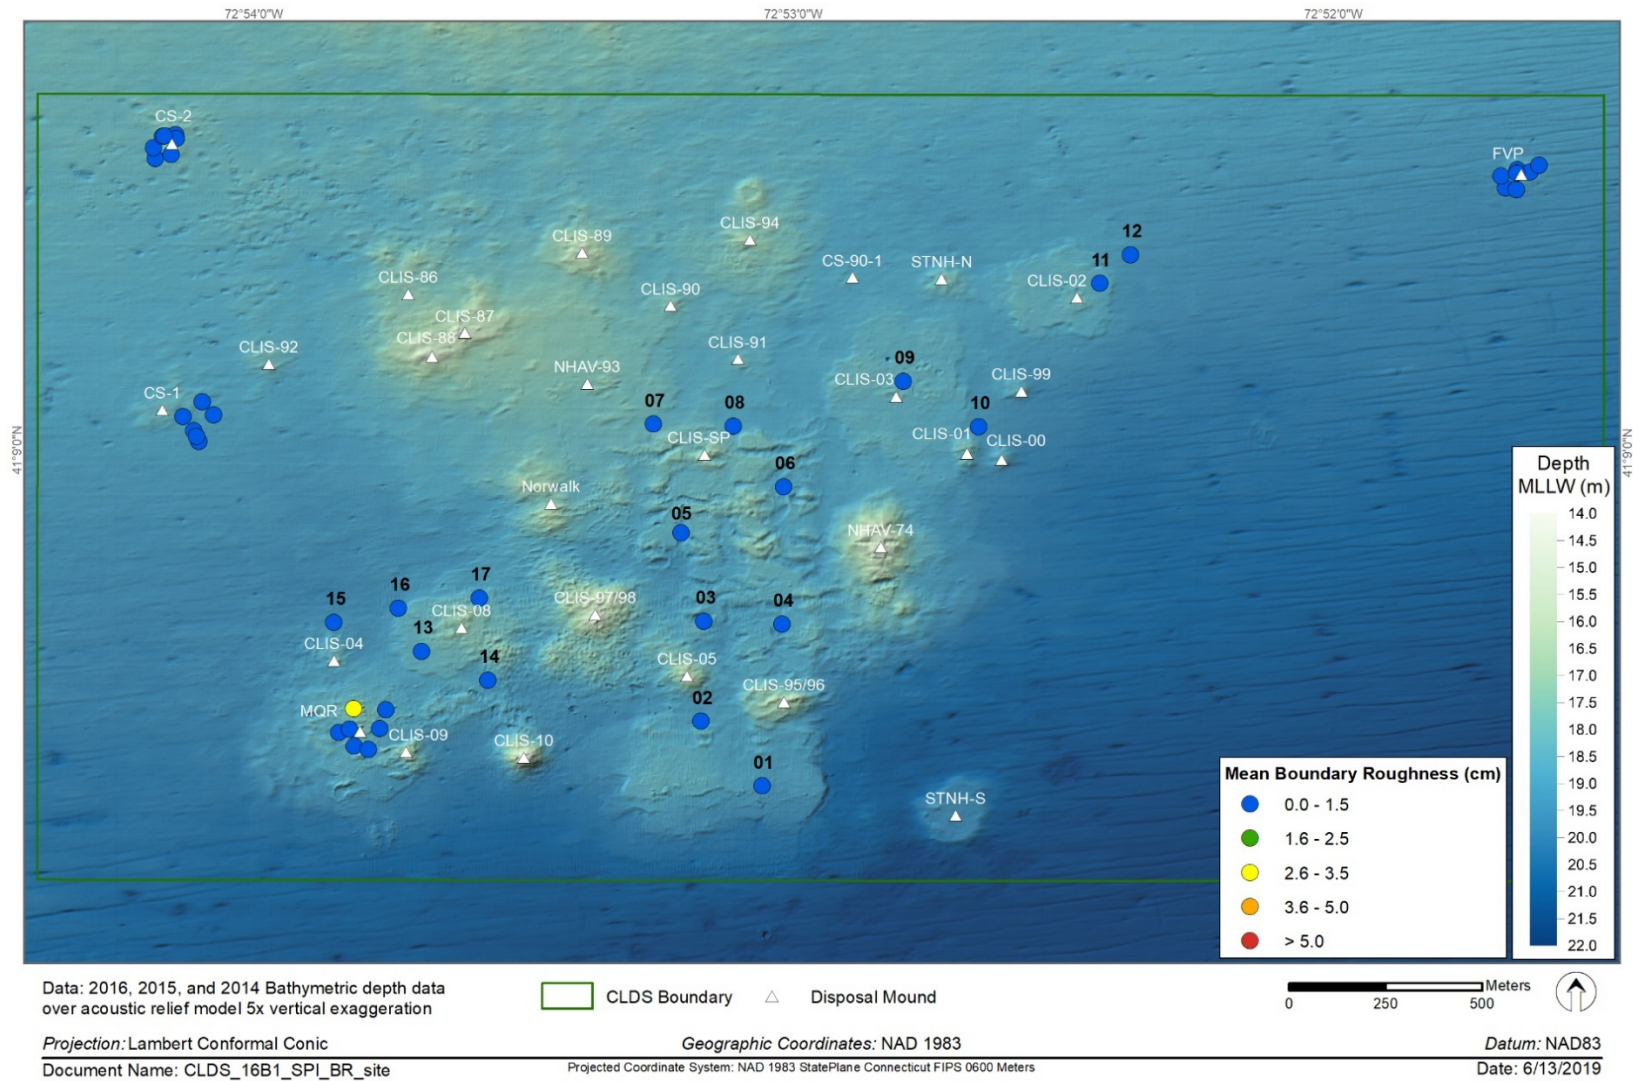 72°54'0"W
72°53'0"W
72°52'0"W
CS-2
FVP
CLIS-94
12
CLIS-89
11
CS-90-1
STNH-N
CLIS-86
CLIS-02
CLIS-90
CLIS-87
CLIS-88
CLIS-91
CLIS-92
09
NHAV-93
CLIS-99
CLIS-03
CS-1
07
08
10
CLIS-SP
CLIS-01
CLIS-00
41°9'0"N
41°9'0"N
06
Norwalk
05
NHAV-74
17
16
15
CLIS-97/98
03
04
CLIS-08
13
CLIS-04
14
CLIS-05
CLIS-95/96
02
MQR
CLIS-09
CLIS-10
01
STNH-S
Depth
MLLW (m)
14.0
14.5
15.0
15.5
16.0
16.5
17.0
17.5
18.0
18.5
19.0
19.5
20.0
20.5
21.0
21.5
22.0
Mean Boundary Roughness (cm)
0.0 - 1.5
1.6 - 2.5
2.6 - 3.5
3.6 - 5.0
> 5.0
Data: 2016, 2015, and 2014 Bathymetric depth data
over acoustic relief model 5x vertical exaggeration
CLDS Boundary
Disposal Mound
Meters
0 250 500
Projection: Lambert Conformal Conic
Geographic Coordinates: NAD 1983
Datum: NAD83
Document Name: CLDS_16B1_SPI_BR_site
Projected Coordinate System: NAD 1983 StatePlane Connecticut FIPS 0600 Meters
Date: 6/13/2019